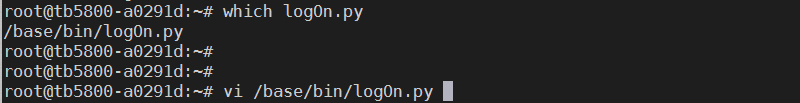 root@tb5800-a0291d:~# which logOn.py
/base/bin/logOn.py
root@tb5800-a0291d:~#
root@tb5800-a0291d:~#
root@tb5800-a0291d:~# vi /base/bin/logOn.py